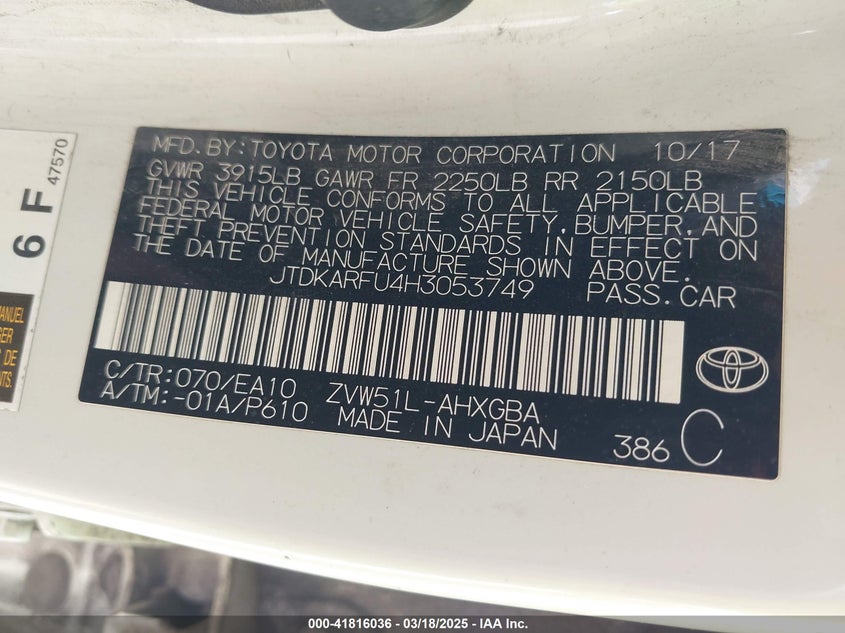 MFD.BY:TOYOTA MOTOR CORPORATION 10/17
GVWR 3915LB GAWR FR 2250LB RR 2150LB
THIS VEHICLE CONFORMS TO ALL APPLICABLE
FEDERAL MOTOR VEHICLE SAFETY,BUMPER,AND
THEFT PREVENTION STANDARDS IN EFFECT ON
THE DATE OF MANUFACTURE SHOWN ABOVE.
JTDKARFU4H3053749 PASS.CAR
C/TR:070/EA10 ZVW51L-AHXGBA
A/TM:-01A/P610 MADE IN JAPAN
386 C
6 F
47570
000-41816036 - 03/18/2025 - IAA Inc.